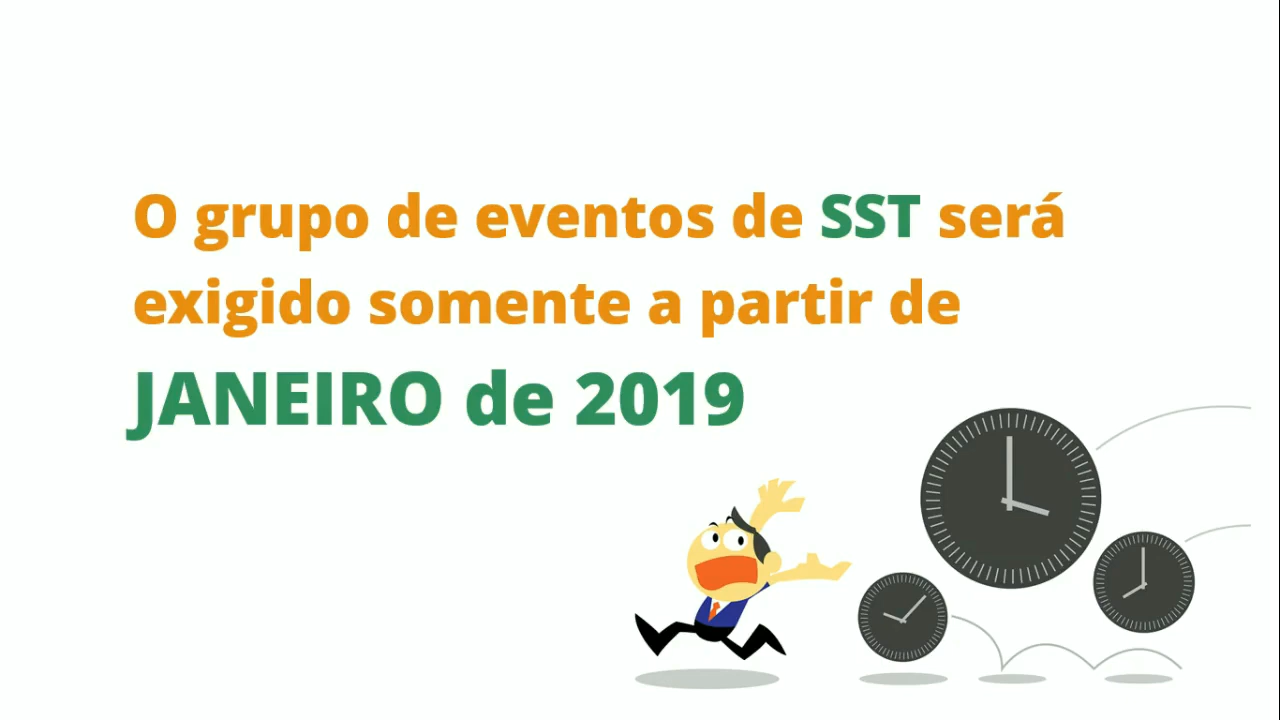 O grupo de eventos de SST será
exigido somente a partir de
JANEIRO de 2019